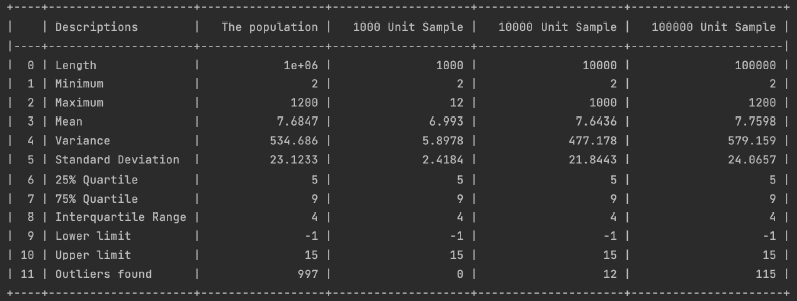 +----+---------------------+------------------+--------------------+---------------------+----------------------+
|    | Descriptions        |   The population |   1000 Unit Sample |   10000 Unit Sample |   100000 Unit Sample |
|----+---------------------+------------------+--------------------+---------------------+----------------------|
|  0 | Length              |            1e+06 |               1000 |               10000 |               100000 |
|  1 | Minimum             |                2 |                  2 |                   2 |                    2 |
|  2 | Maximum             |             1200 |                 12 |                1000 |                 1200 |
|  3 | Mean                |           7.6847 |              6.993 |              7.6436 |               7.7598 |
|  4 | Variance            |          534.686 |             5.8978 |             477.178 |              579.159 |
|  5 | Standard Deviation  |          23.1233 |             2.4184 |             21.8443 |              24.0657 |
|  6 | 25% Quartile        |                5 |                  5 |                   5 |                    5 |
|  7 | 75% Quartile        |                9 |                  9 |                   9 |                    9 |
|  8 | Interquartile Range |                4 |                  4 |                   4 |                    4 |
|  9 | Lower limit         |               -1 |                 -1 |                  -1 |                   -1 |
| 10 | Upper limit         |               15 |                 15 |                  15 |                   15 |
| 11 | Outliers found      |              997 |                  0 |                  12 |                  115 |
+----+---------------------+------------------+--------------------+---------------------+----------------------+